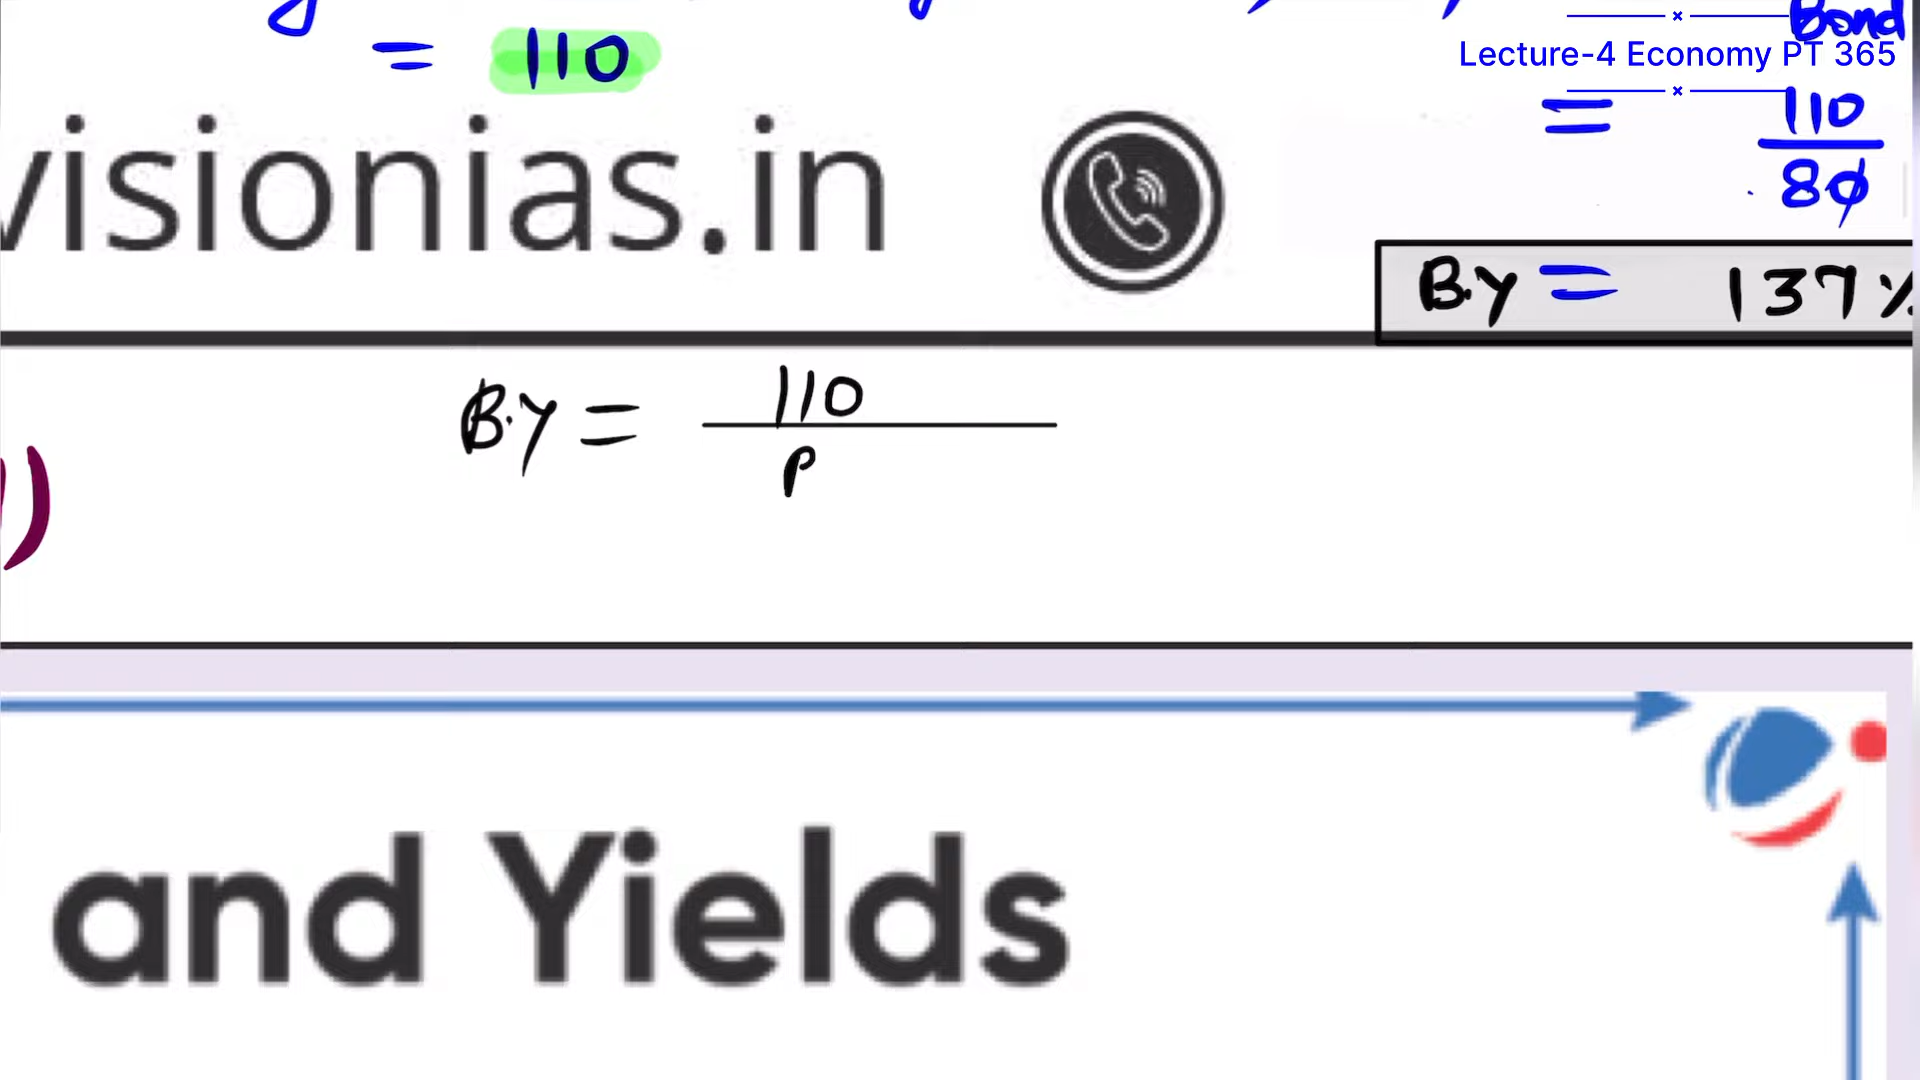 Bond
= 110
Lecture-4 Economy PT 365
= 110
80
visionias.in
B.Y = 137%
B.Y = 110
P
)
and Yields